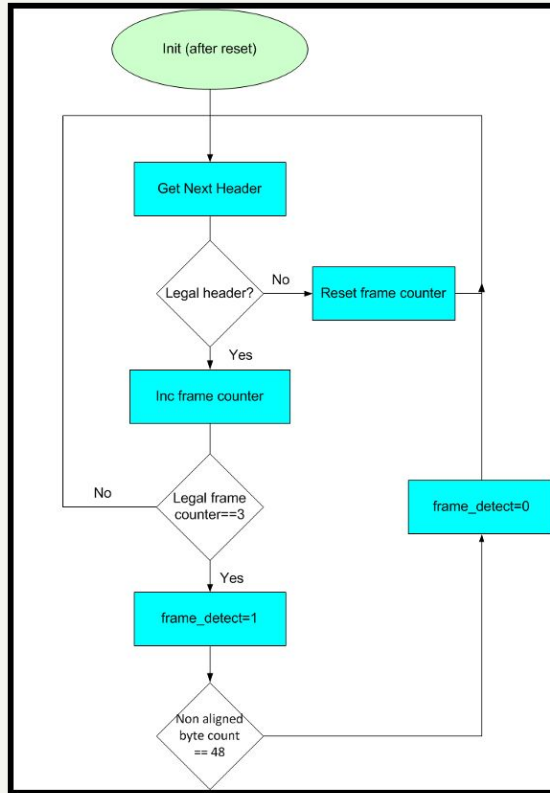 Init (after reset)
Get Next Header
Legal header?
No
Reset frame counter
Yes
Inc frame counter
No
Legal frame
counter==3
frame_detect=0
Yes
frame_detect=1
Non aligned
byte count
== 48